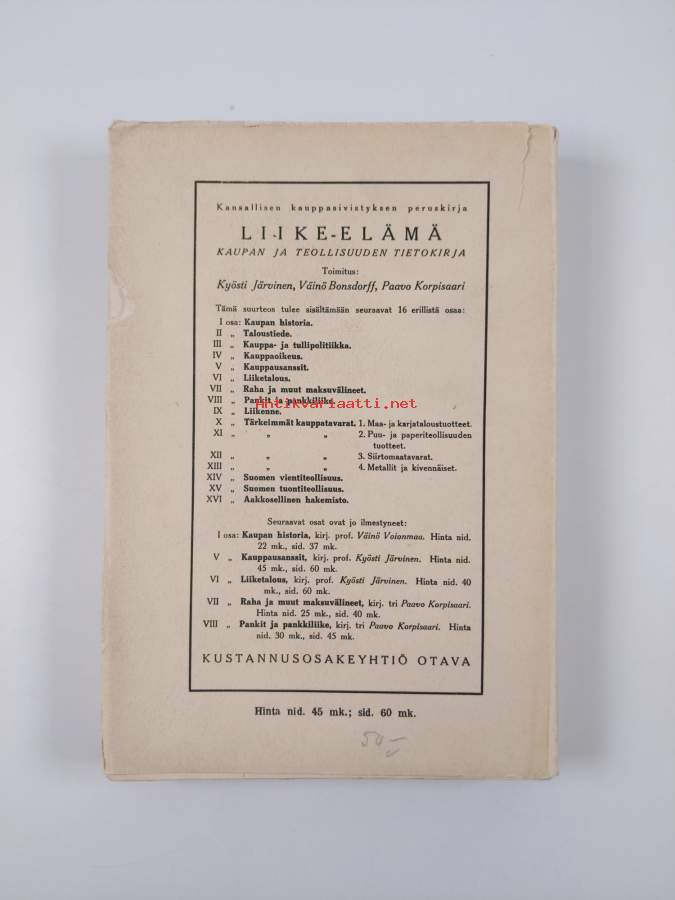 Kansallisen kauppasivistyksen peruskirja
LIIKE-ELÄMÄ
KAUPAN JA TEOLLISUUDEN TIETOKIRJA
Toimitus:
Kyösti Järvinen, Väinö Bonsdorff, Paavo Korpisaari
Tämä suurteos tulee sisältämään seuraavat 16 erillistä osaa:
I osa: Kaupan historia.
II „ Taloustiede.
III „ Kauppa- ja tullipolitiikka.
IV „ Kauppaoikeus.
V „ Kauppausanssit.
VI „ Liiketalous.
VII „ Raha ja muut maksuvälineet.
VIII „ Pankit ja pankkiliike.
Antikvariaatti.net
IX „ Liikenne.
X „ Tärkeimmät kauppatavarat. 1. Maa- ja karjataloustuotteet.
XI „ „ „ 2. Puu- ja paperiteollisuuden
tuotteet.
XII „ „ „ 3. Siirtomaatavarat.
XIII „ „ „ 4. Metallit ja kivennäiset.
XIV „ Suomen vientiteollisuus.
XV „ Suomen tuontiteollisuus.
XVI „ Aakkosellinen hakemisto.
Seuraavat osat ovat jo ilmestyneet:
I osa: Kaupan historia, kirj. prof. Väinö Voionmaa. Hinta nid.
22 mk., sid. 37 mk.
V „ Kauppausanssit, kirj. prof. Kyösti Järvinen. Hinta nid.
45 mk., sid. 60 mk.
VI „ Liiketalous, kirj. prof. Kyösti Järvinen. Hinta nid. 40
mk., sid. 60 mk.
VII „ Raha ja muut maksuvälineet, kirj. tri Paavo Korpisaari.
Hinta nid. 25 mk., sid. 40 mk.
VIII „ Pankit ja pankkiliike, kirj. tri Paavo Korpisaari. Hinta
nid. 30 mk., sid. 45 mk.
KUSTANNUSOSAKEYHTIÖ OTAVA
Hinta nid. 45 mk.; sid. 60 mk.
50-